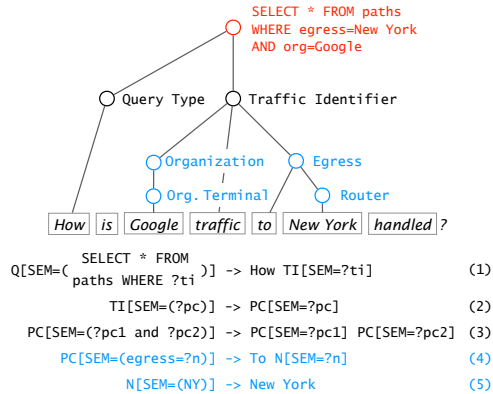 SELECT * FROM paths
WHERE egress=New York
AND org=Google
Query Type
Traffic Identifier
Organization
Egress
Org. Terminal
Router
How is Google traffic to New York handled ?
Q[SEM=(SELECT * FROM
paths WHERE ?ti)] -> How TI[SEM=?ti] (1)
TI[SEM=(?pc)] -> PC[SEM=?pc] (2)
PC[SEM=(?pc1 and ?pc2)] -> PC[SEM=?pc1] PC[SEM=?pc2] (3)
PC[SEM=(egress=?n)] -> To N[SEM=?n] (4)
N[SEM=(NY)] -> New York (5)